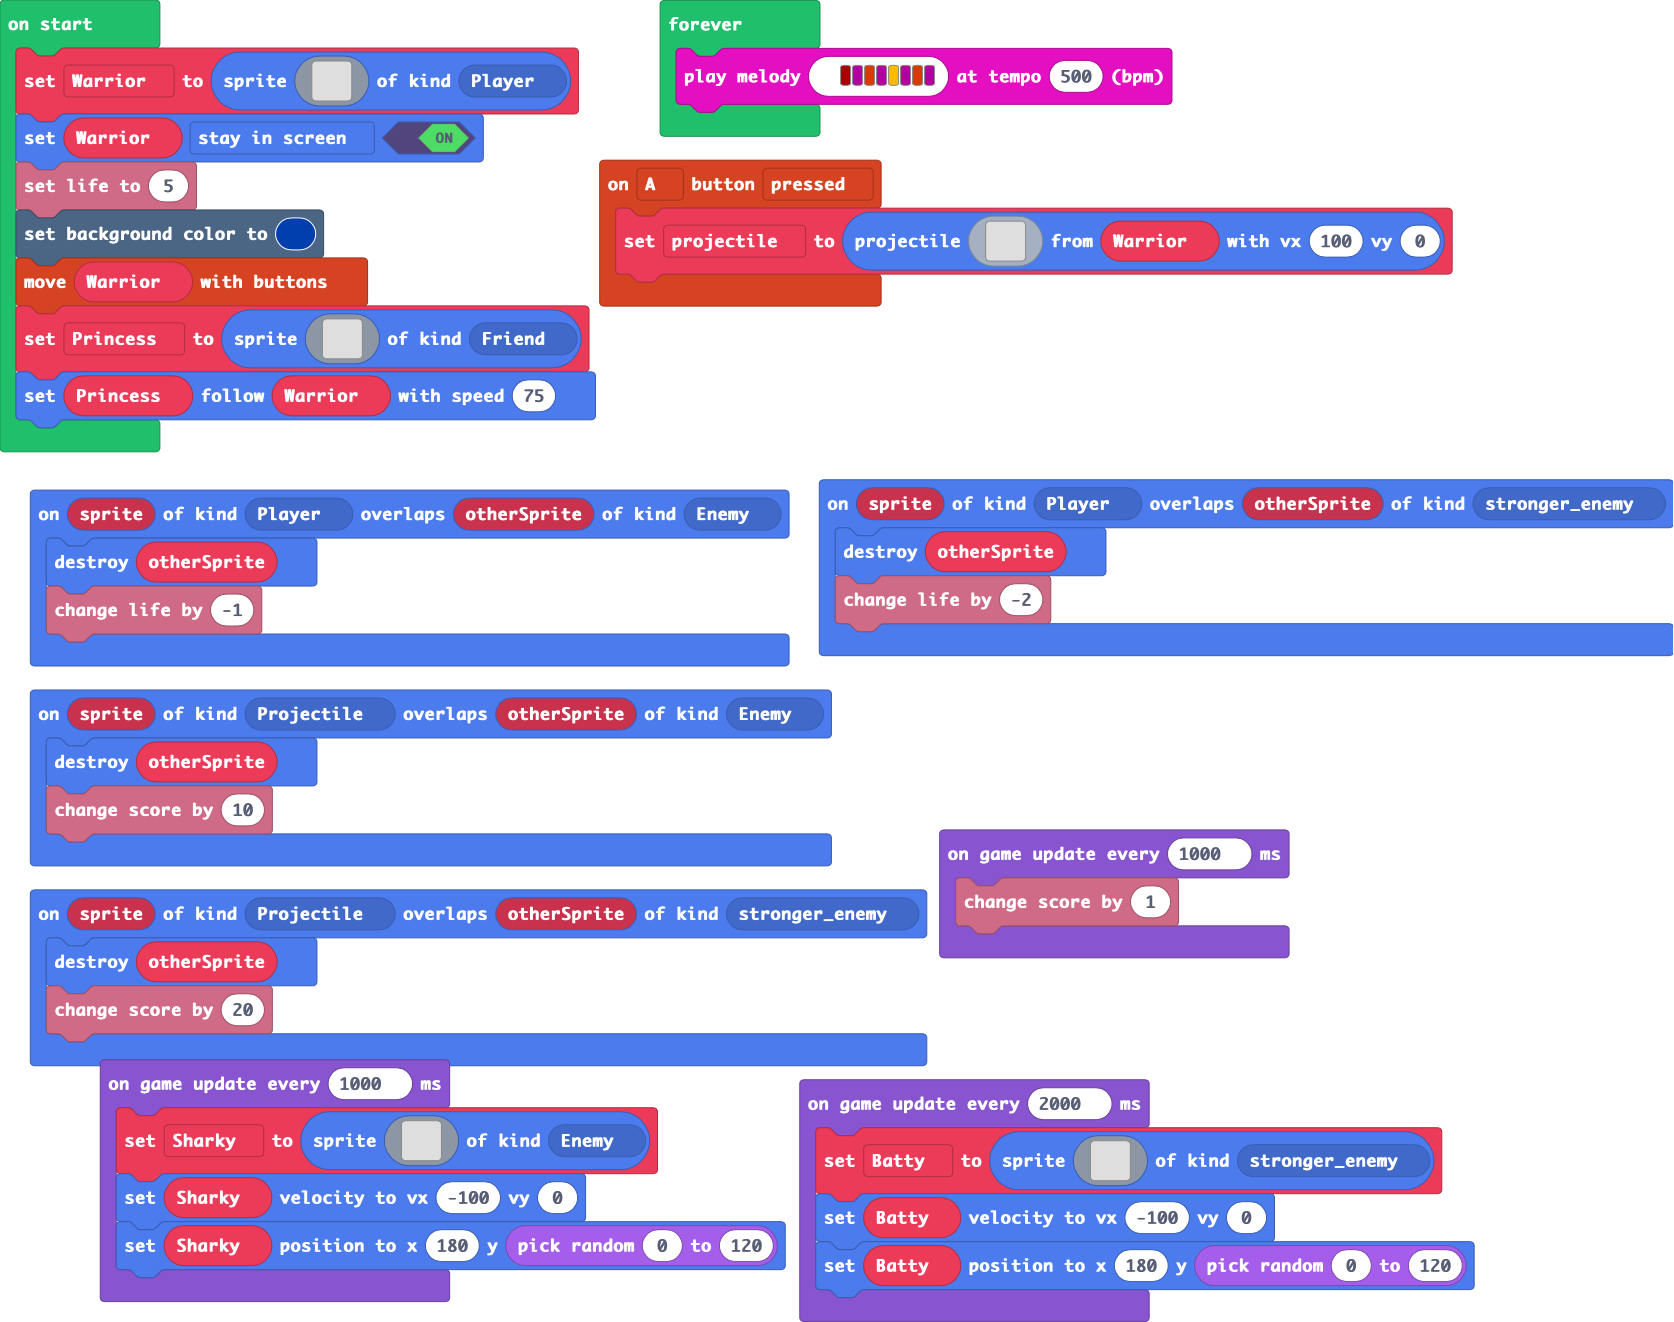 on start
set Warrior to sprite of kind Player
set Warrior stay in screen ON
set life to 5
set background color to
move Warrior with buttons
set Princess to sprite of kind Friend
set Princess follow Warrior with speed 75
forever
play melody at tempo 500 (bpm)
on A button pressed
set projectile to projectile from Warrior with vx 100 vy 0
on sprite of kind Player overlaps otherSprite of kind Enemy
destroy otherSprite
change life by -1
on sprite of kind Player overlaps otherSprite of kind stronger_enemy
destroy otherSprite
change life by -2
on sprite of kind Projectile overlaps otherSprite of kind Enemy
destroy otherSprite
change score by 10
on game update every 1000 ms
change score by 1
on sprite of kind Projectile overlaps otherSprite of kind stronger_enemy
destroy otherSprite
change score by 20
on game update every 1000 ms
set Sharky to sprite of kind Enemy
set Sharky velocity to vx -100 vy 0
set Sharky position to x 180 y pick random 0 to 120
on game update every 2000 ms
set Batty to sprite of kind stronger_enemy
set Batty velocity to vx -100 vy 0
set Batty position to x 180 y pick random 0 to 120